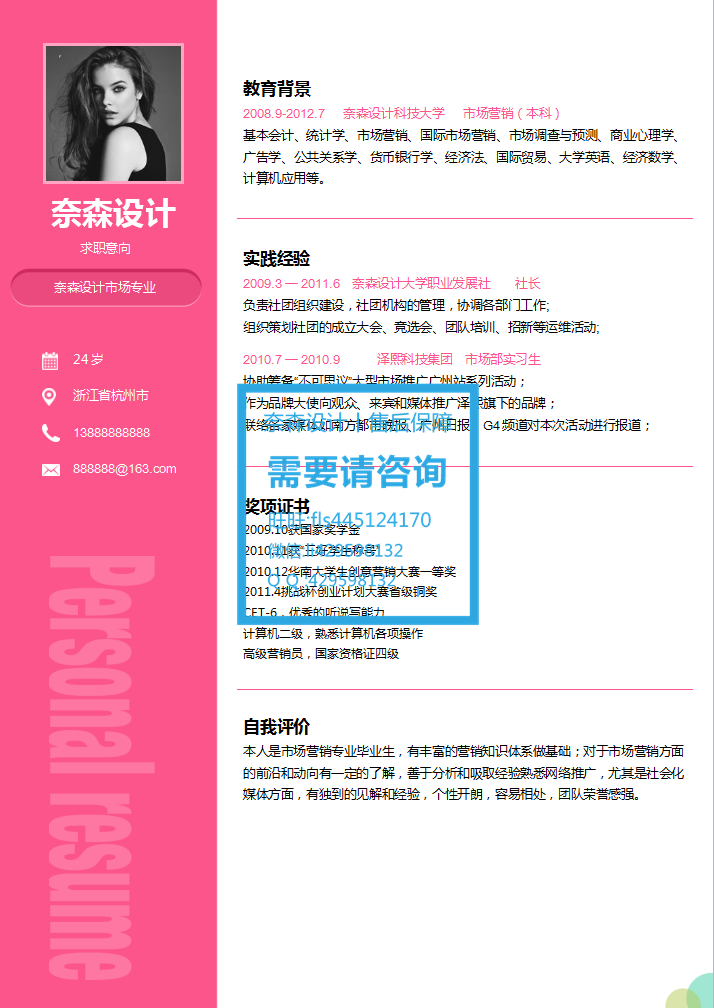 奈森设计
求职意向
奈森设计市场专业
24岁
浙江省杭州市
13888888888
888888@163.com
Personal resume
教育背景
2008.9-2012.7 奈森设计科技大学 市场营销（本科）
基本会计、统计学、市场营销、国际市场营销、市场调查与预测、商业心理学、
广告学、公共关系学、货币银行学、经济法、国际贸易、大学英语、经济数学、
计算机应用等。
实践经验
2009.3 — 2011.6 奈森设计大学职业发展社 社长
负责社团组织建设，社团机构的管理，协调各部门工作;
组织策划社团的成立大会、竞选会、团队培训、招新等运维活动;
2010.7 — 2010.9 泽熙科技集团 市场部实习生
协助筹备“不可思议”大型市场推广广州站系列活动；
作为品牌大使向观众、来宾和媒体推广泽熙旗下的品牌；
联络各家媒体如南方都市晚报、广州日报、G4频道对本次活动进行报道；
奈森设计丨售后保障
需要请咨询
旺旺:fls445124170
微信:429598132
QQ:429598132
奖项证书
2009.10获国家奖学金
2010.11获“三好学生称号”
2010.12华南大学生创意营销大赛一等奖
2011.4挑战杯创业计划大赛省级铜奖
CET-6，优秀的听说写能力
计算机二级，熟悉计算机各项操作
高级营销员，国家资格证四级
自我评价
本人是市场营销专业毕业生，有丰富的营销知识体系做基础；对于市场营销方面
的前沿和动向有一定的了解，善于分析和吸取经验熟悉网络推广，尤其是社会化
媒体方面，有独到的见解和经验，个性开朗，容易相处，团队荣誉感强。